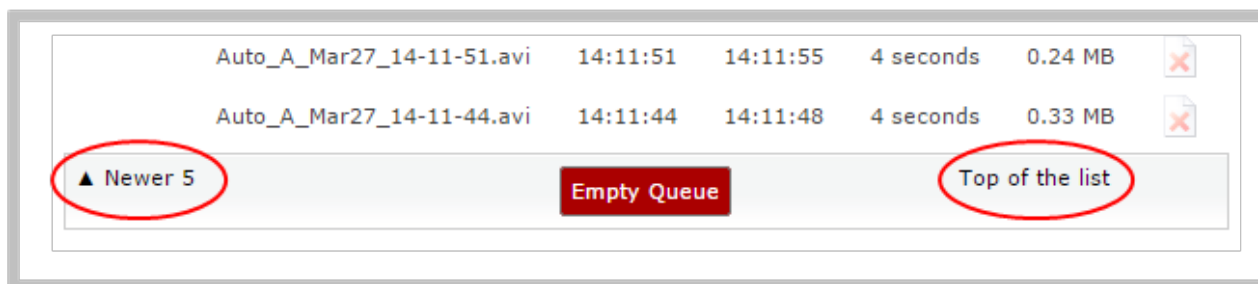 Auto_A_Mar27_14-11-51.avi 14:11:51 14:11:55 4 seconds 0.24 MB
Auto_A_Mar27_14-11-44.avi 14:11:44 14:11:48 4 seconds 0.33 MB
▲ Newer 5 Empty Queue Top of the list